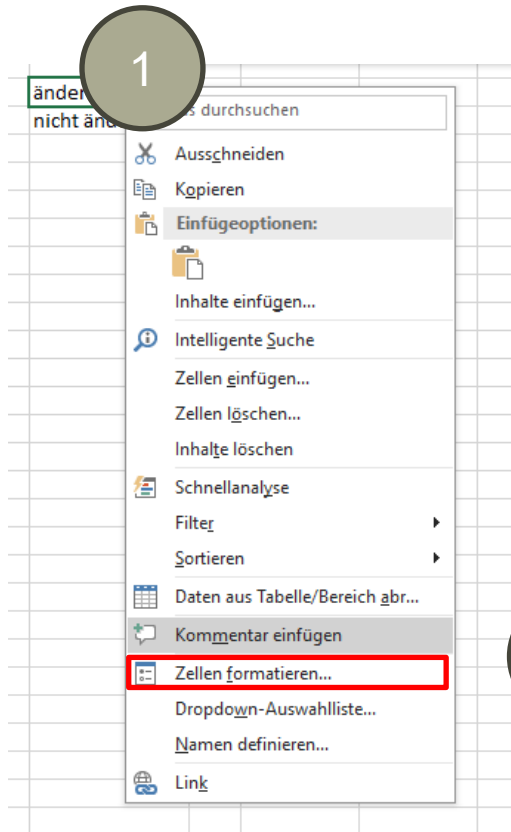 1
änder
nicht änd
durchsuchen
Ausschneiden
Kopieren
Einfügeoptionen:
Inhalte einfügen...
Intelligente Suche
Zellen einfügen...
Zellen löschen...
Inhalte löschen
Schnellanalyse
Filter
Sortieren
Daten aus Tabelle/Bereich abr...
Kommentar einfügen
Zellen formatieren...
Dropdown-Auswahlliste...
Namen definieren...
Link